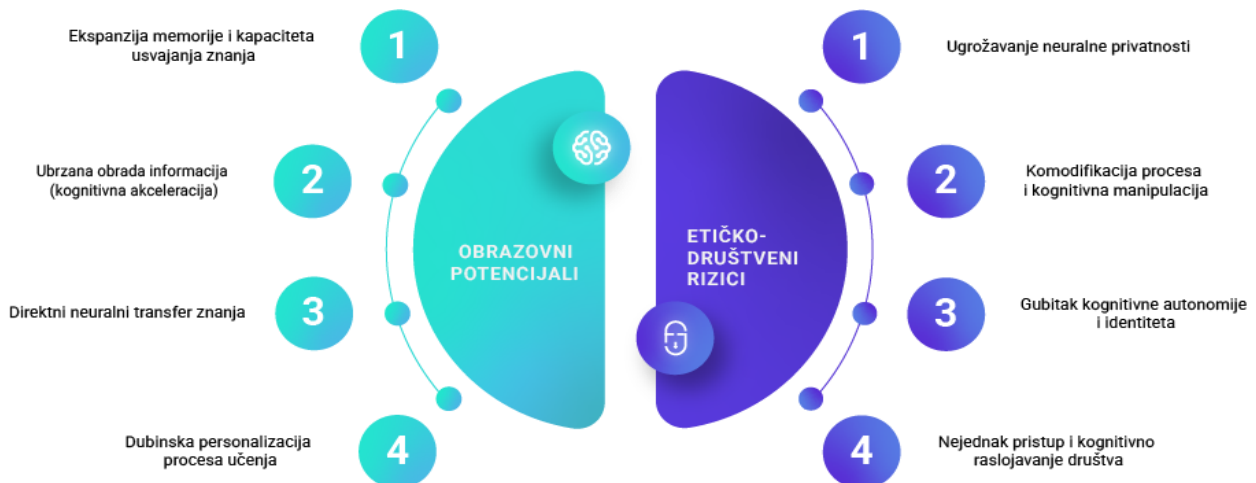 Ekspanzija memorije i kapaciteta
usvajanja znanja
1
Ubrzana obrada informacija
(kognitivna akceleracija)
2
Direktni neuralni transfer znanja
3
Dubinska personalizacija
procesa učenja
4
OBRAZOVNI
POTENCIJALI
ETIČKO-
DRUŠTVENI
RIZICI
1
Ugrožavanje neuralne privatnosti
2
Komodifikacija procesa
i kognitivna manipulacija
3
Gubitak kognitivne autonomije
i identiteta
4
Nejednak pristup i kognitivno
raslojavanje društva